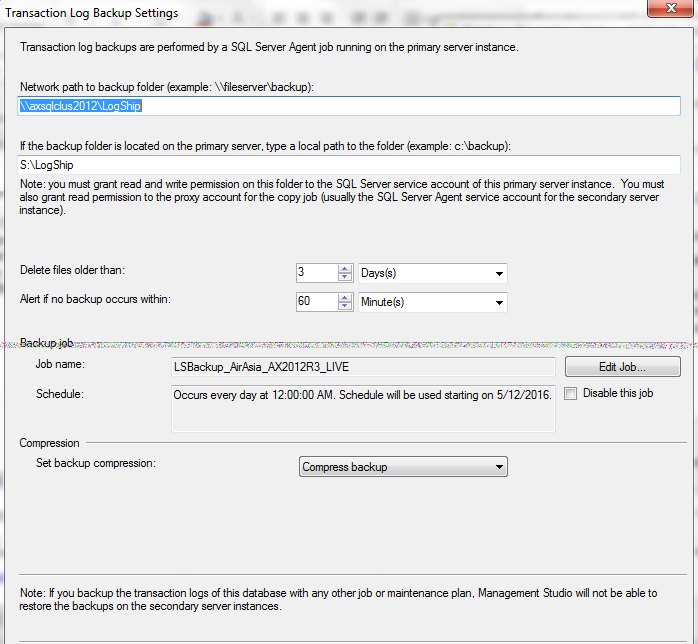 Transaction Log Backup Settings
Transaction log backups are performed by a SQL Server Agent job running on the primary server instance.
Network path to backup folder (example: \\fileserver\backup):
\\axsqlclus2012\LogShip
If the backup folder is located on the primary server, type a local path to the folder (example: c:\backup):
S:\LogShip
Note: you must grant read and write permission on this folder to the SQL Server service account of this primary server instance.  You must
also grant read permission to the proxy account for the copy job (usually the SQL Server Agent service account for the secondary server
instance).
Delete files older than:
3
Days(s)
Alert if no backup occurs within:
60
Minute(s)
Backup job
Job name:
LSBackup_AirAsia_AX2012R3_LIVE
Edit Job...
Schedule:
Occurs every day at 12:00:00 AM. Schedule will be used starting on 5/12/2016.
Disable this job
Compression
Set backup compression:
Compress backup
Note: If you backup the transaction logs of this database with any other job or maintenance plan, Management Studio will not be able to
restore the backups on the secondary server instances.